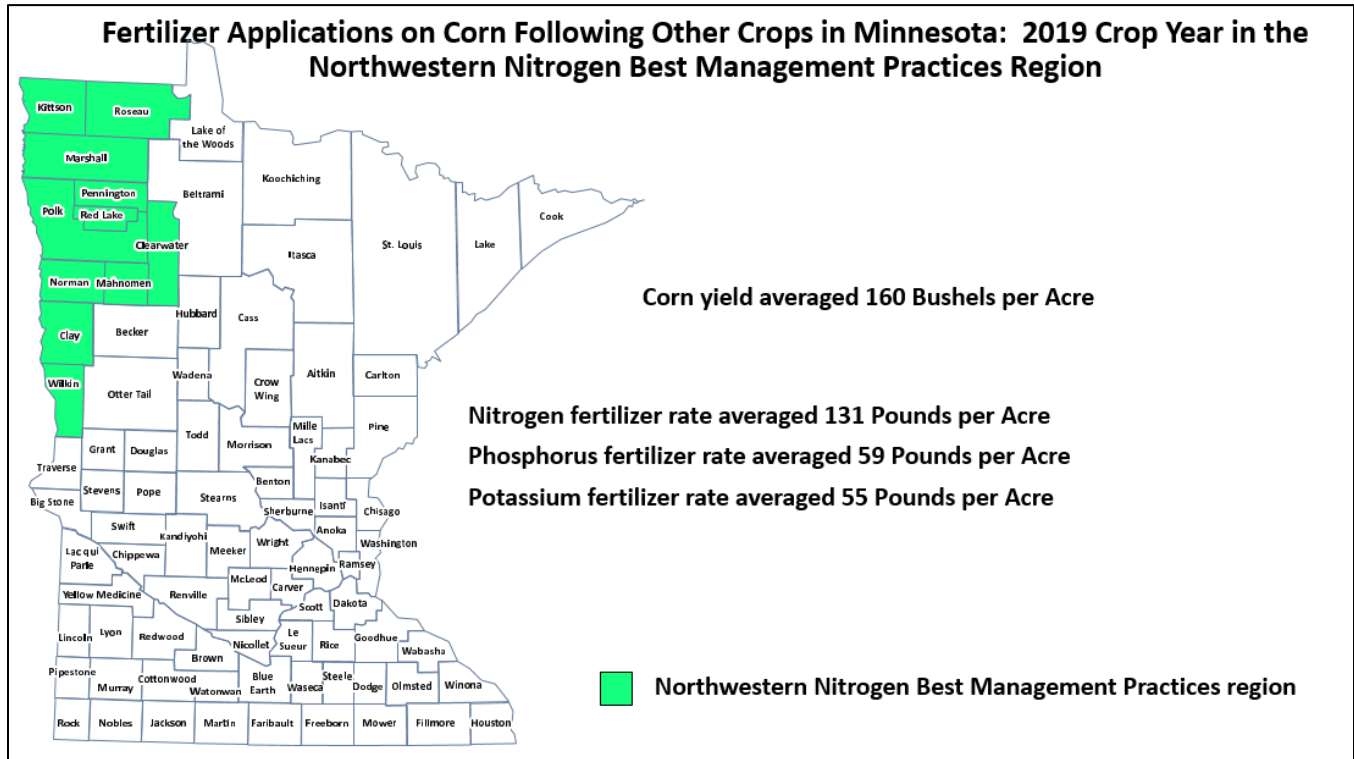 Fertilizer Applications on Corn Following Other Crops in Minnesota: 2019 Crop Year in the
Northwestern Nitrogen Best Management Practices Region
Kittson
Roseau
Lake of
the Woods
Marshall
Koochiching
Pennington
Beltrami
Polk
Red Lake
Cook
Clearwater
St. Louis
Lake
Itasca
Norman
Mahnomen
Corn yield averaged 160 Bushels per Acre
Hubbard
Cass
Clay
Becker
Wadena
Aitkin
Carlton
Wilkin
Crow
Wing
Otter Tail
Nitrogen fertilizer rate averaged 131 Pounds per Acre
Mille
Lacs
Pine
Todd
Morrison
Grant
Douglas
Phosphorus fertilizer rate averaged 59 Pounds per Acre
Kanabec
Traverse
Benton
Stevens
Pope
Stearns
Potassium fertilizer rate averaged 55 Pounds per Acre
Big Stone
Sherburne
Isanti
Chisago
Swift
Anoka
Kandiyohi
Wright
Washington
Lac qui
Parle
Chippewa
Meeker
Hennepin
Ramsey
McLeod
Carver
Yellow Medicine
Renville
Scott
Dakota
Sibley
Lincoln
Lyon
Redwood
Nicollet
Le
Sueur
Rice
Goodhue
Wabasha
Brown
Pipestone
Murray
Cottonwood
Watonwan
Blue
Earth
Waseca
Steele
Dodge
Olmsted
Winona
Northwestern Nitrogen Best Management Practices region
Rock
Nobles
Jackson
Martin
Faribault
Freeborn
Mower
Fillmore
Houston